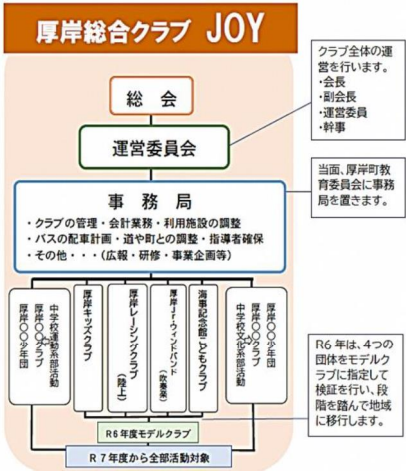 厚岸総合クラブ JOY
総会
運営委員会
事務局
・クラブの管理・会計業務・利用施設の調整
・バスの配車計画・道や町との調整・指導者確保
・その他・・・(広報・研修・事業企画等)
中学校運動系部活動
⇨
厚岸〇〇クラブ
厚岸〇〇少年団
厚岸キッズクラブ
厚岸レーシングクラブ
(陸上)
厚岸Jrウィンドバンド
(吹奏楽)
海事記念館こどもクラブ
中学校文化系部活動
⇨
厚岸〇〇クラブ
厚岸〇〇少年団
R6年度モデルクラブ
R7年度から全部活動対象
クラブ全体の運
営を行います。
・会長
・副会長
・運営委員
・幹事
当面、厚岸町教
育委員会に事務
局を置きます。
R6年は、4つの
団体をモデルク
ラブに指定して
検証を行い、段
階を踏んで地域
に移行します。